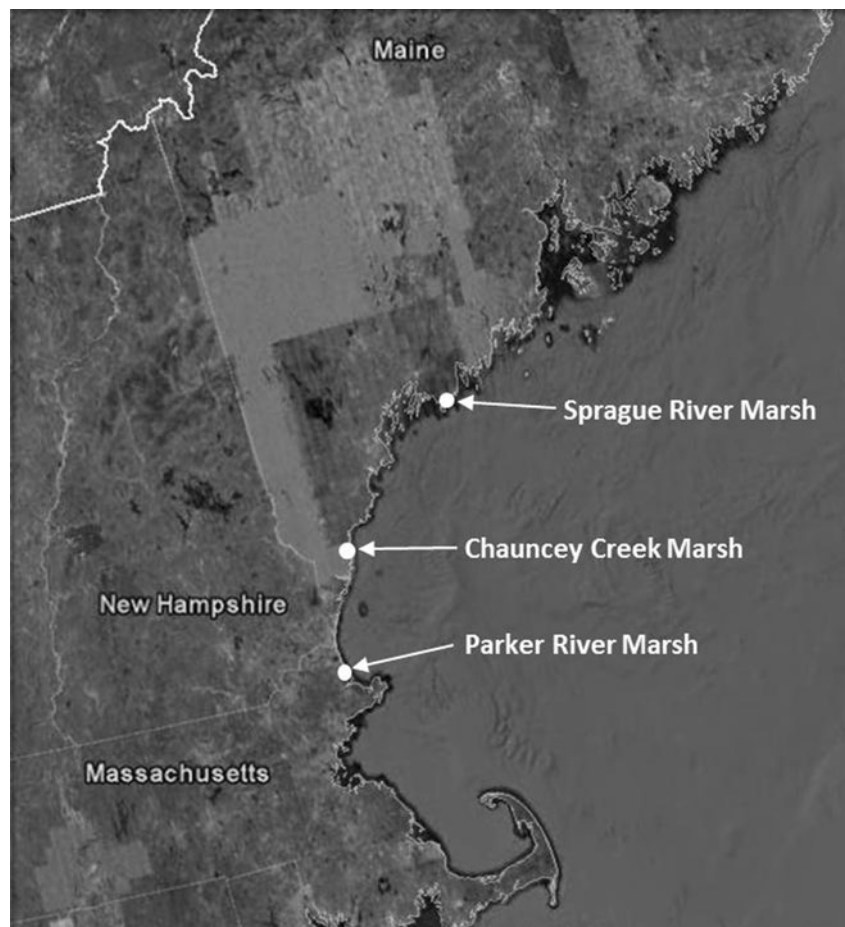 Maine
Sprague River Marsh
Chauncey Creek Marsh
New Hampshire
Parker River Marsh
Massachusetts